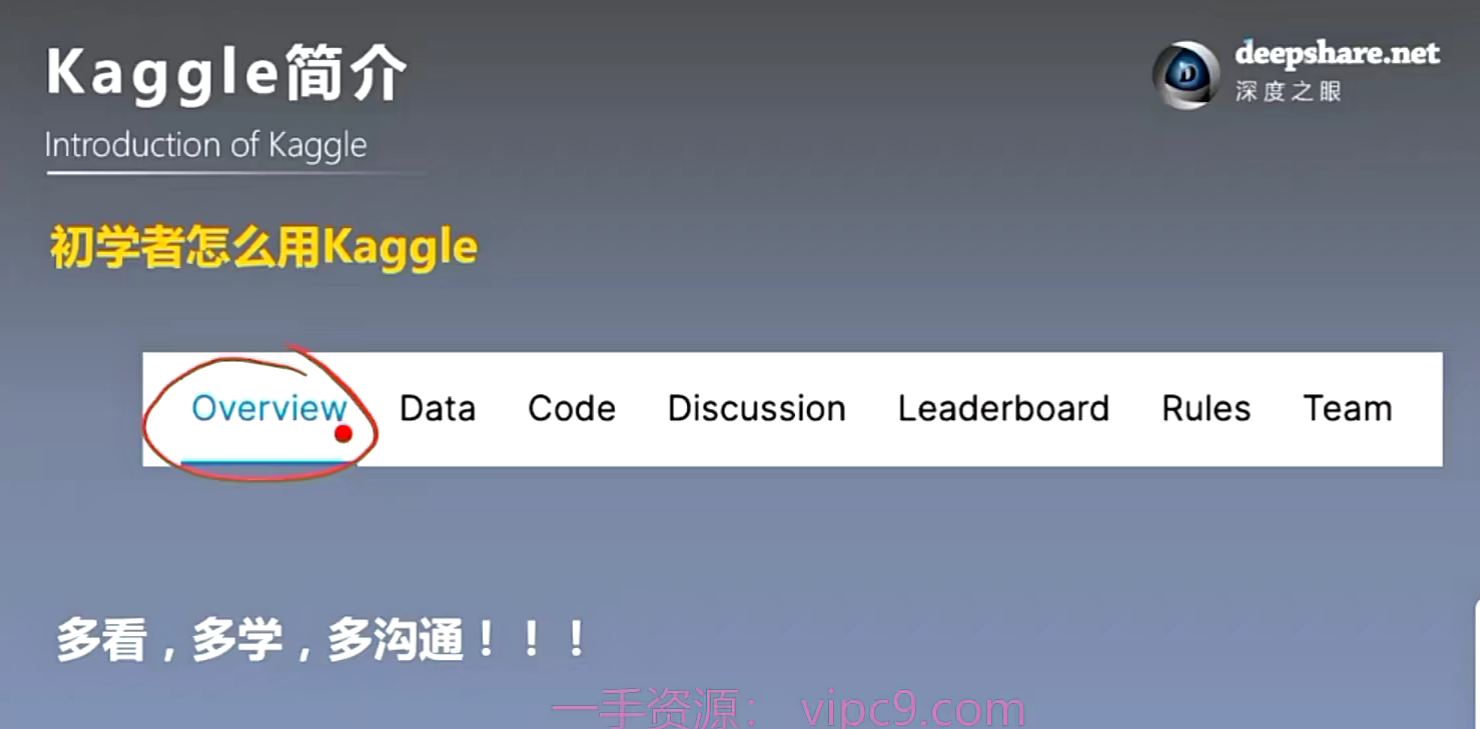 Kaggle简介
deepshare.net
深度之眼
Introduction of Kaggle
初学者怎么用Kaggle
Overview Data Code Discussion Leaderboard Rules Team
多看，多学，多沟通！！！
一手资源： vipc9.com